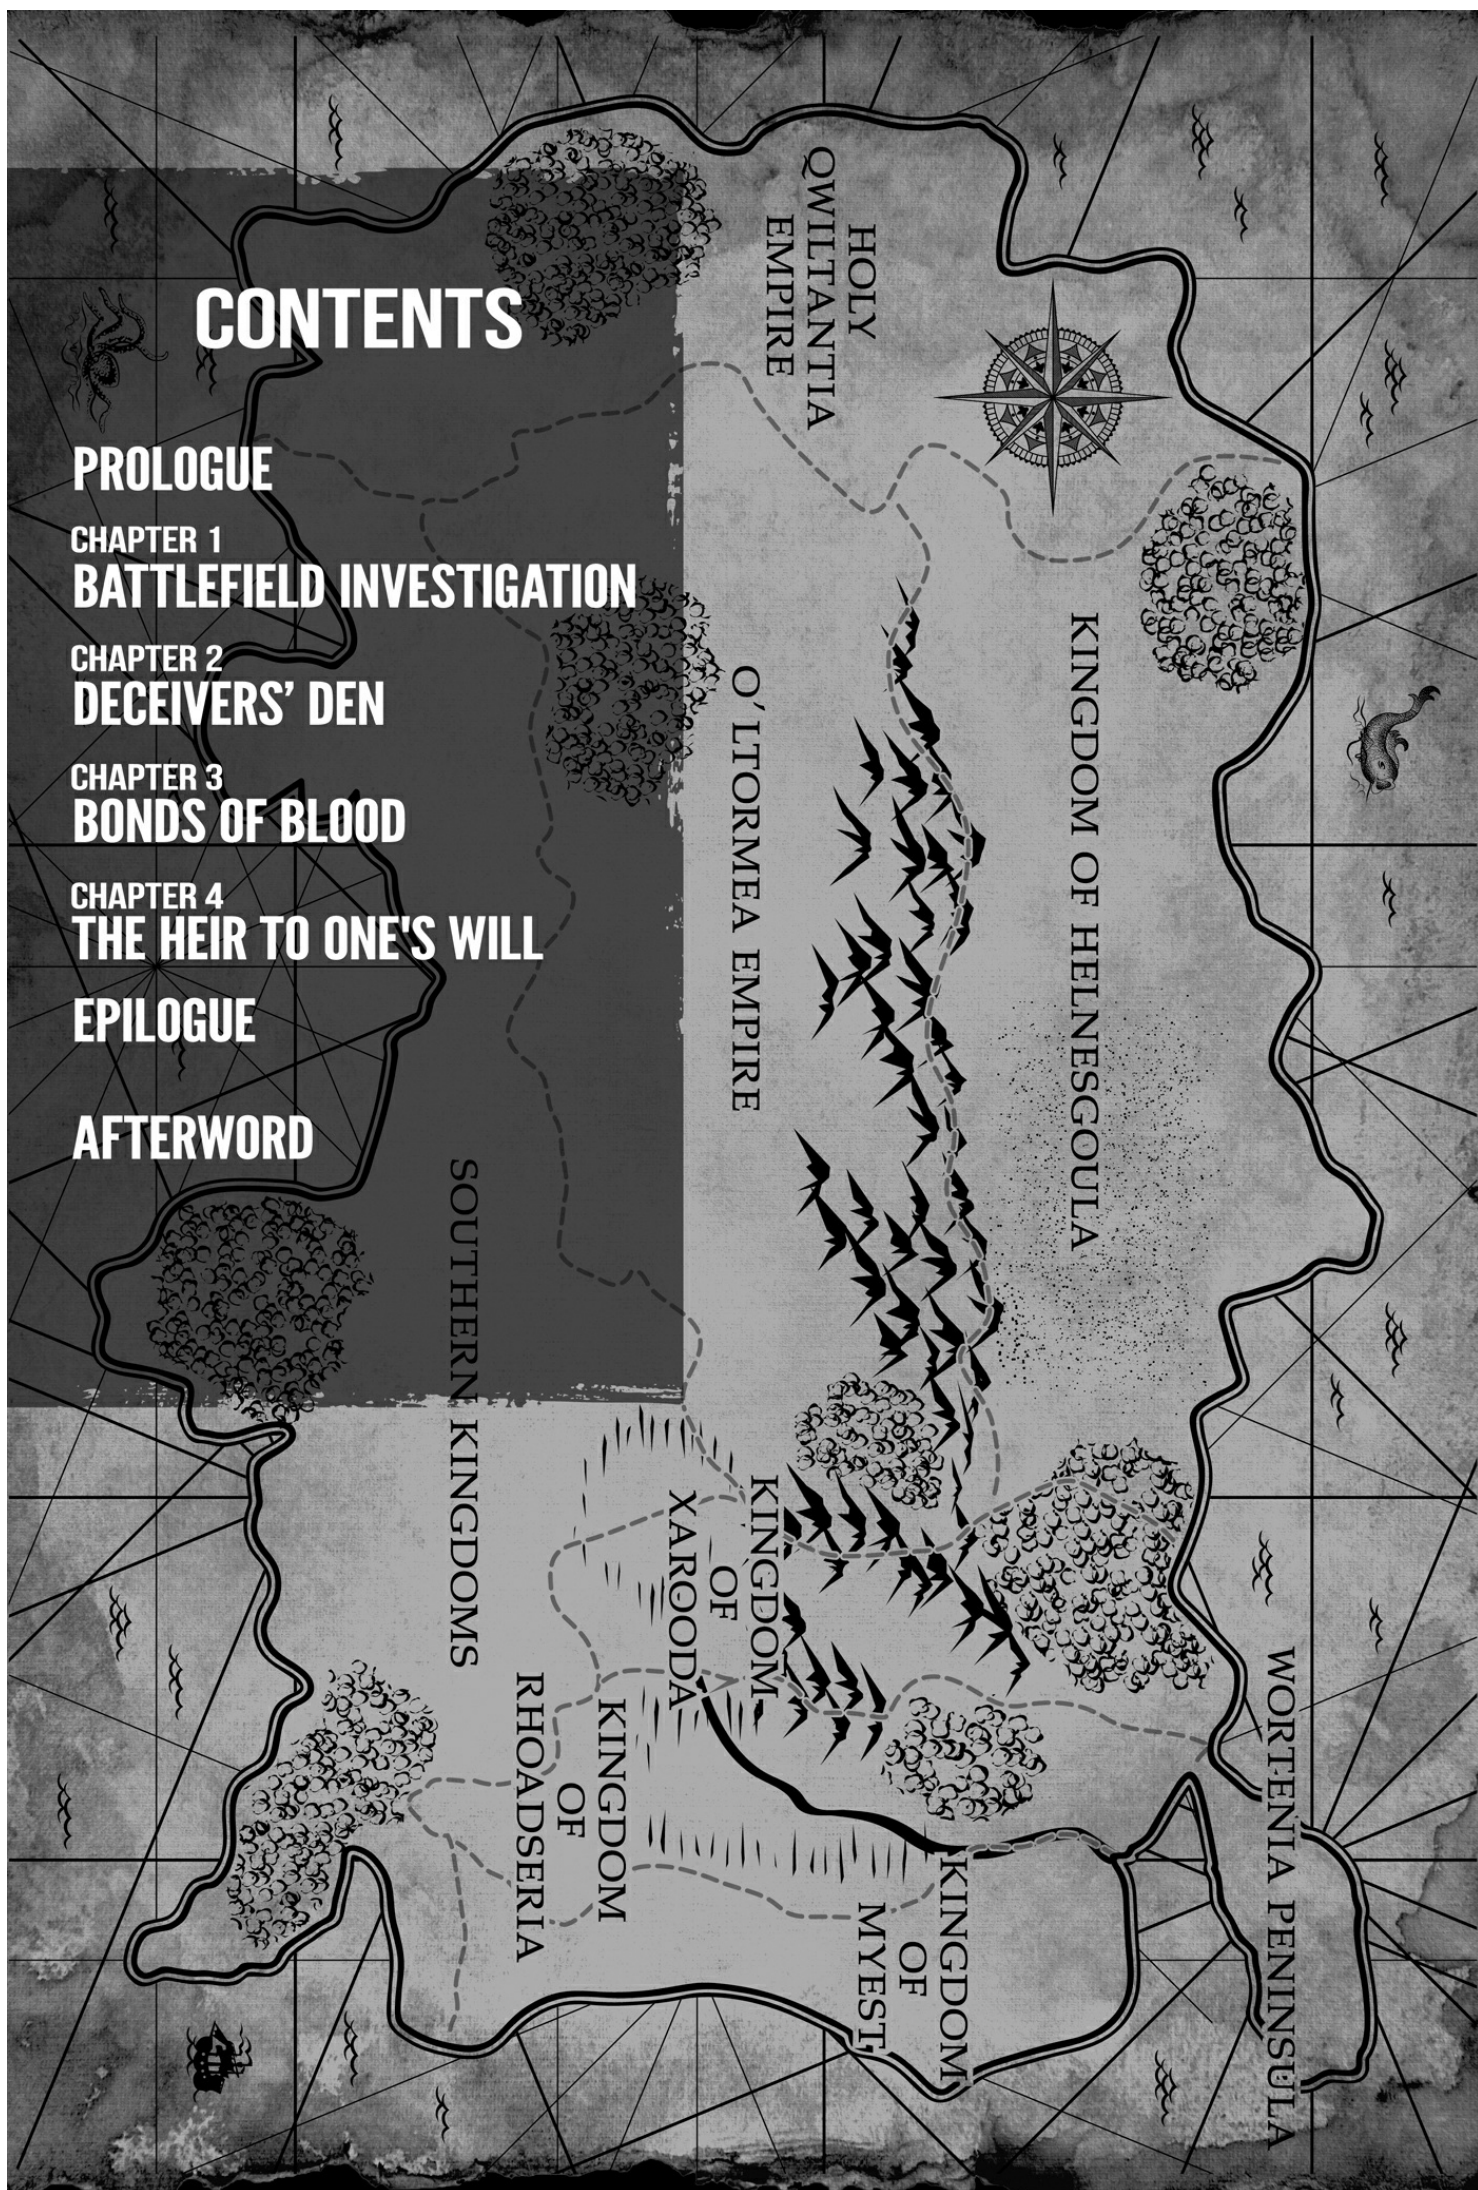 CONTENTS
PROLOGUE
CHAPTER 1
BATTLEFIELD INVESTIGATION
CHAPTER 2
DECEIVERS’ DEN
CHAPTER 3
BONDS OF BLOOD
CHAPTER 4
THE HEIR TO ONE'S WILL
EPILOGUE
AFTERWORD
HOLY
QWILTANTIA
EMPIRE
KINGDOM OF HELNESGOULA
O'LTORMEA EMPIRE
SOUTHERN KINGDOMS
KINGDOM
OF
XAROODA
KINGDOM
OF
RHOADSERIA
KINGDOM
OF
MYEST
WORTENIA PENINSULA